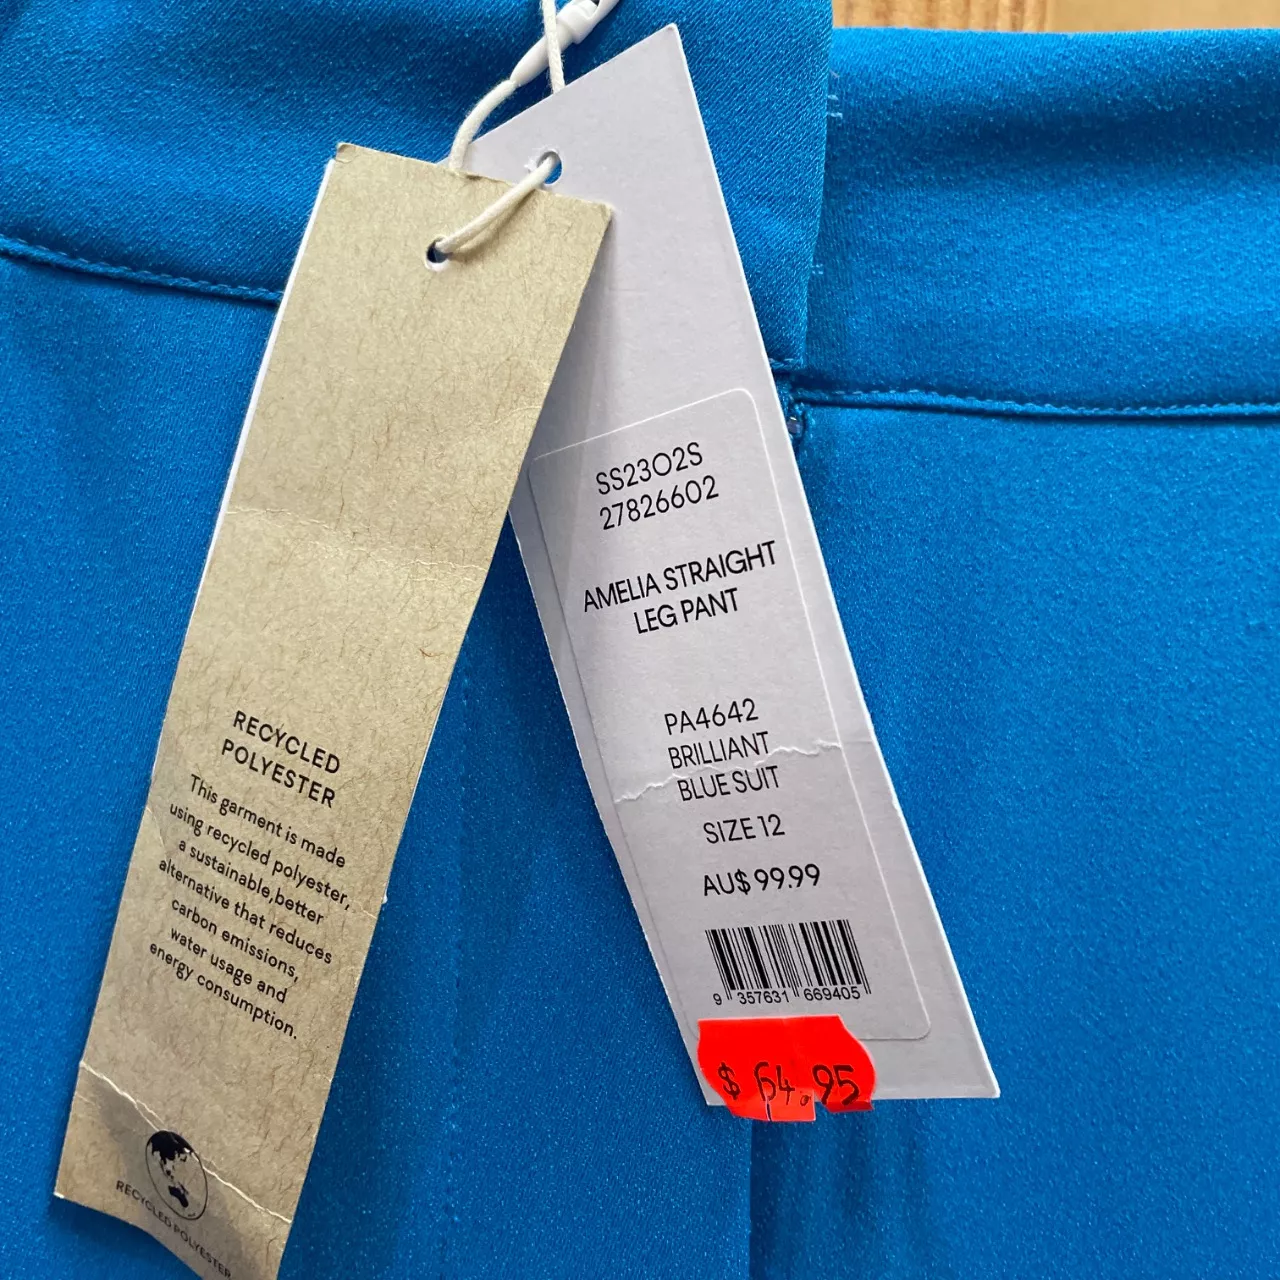 RECYCLED
POLYESTER
This garment is made
using recycled polyester,
a sustainable,better
alternative that reduces
carbon emissions,
water usage and
energy consumption.
RECYCLED POLYESTER
SS2302S
27826602
AMELIA STRAIGHT
LEG PANT
PA4642
BRILLIANT
BLUE SUIT
SIZE 12
AU$ 99.99
9 357631 669405
$ 64.95